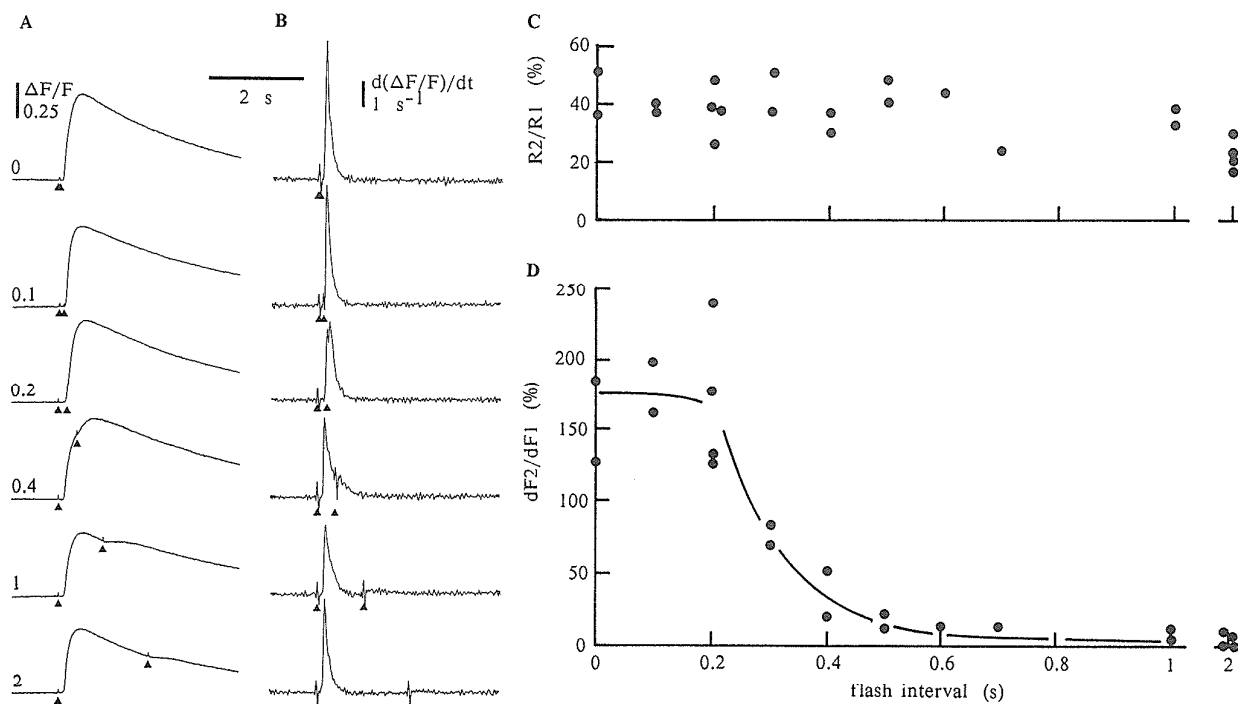 A
ΔF/F
0.25
0
0.1
0.2
0.4
1
2
B
2 s
d(ΔF/F)/dt
1 s⁻¹
C
R2/R1 (%)
60
40
20
0
D
dF2/dF1 (%)
250
200
150
100
50
0
0 0.2 0.4 0.6 0.8 1 2
flash interval (s)